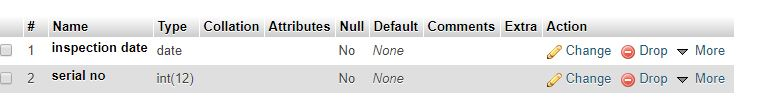 # Name Type Collation Attributes Null Default Comments Extra Action
1 inspection date date No None Change Drop More
2 serial no int(12) No None Change Drop More